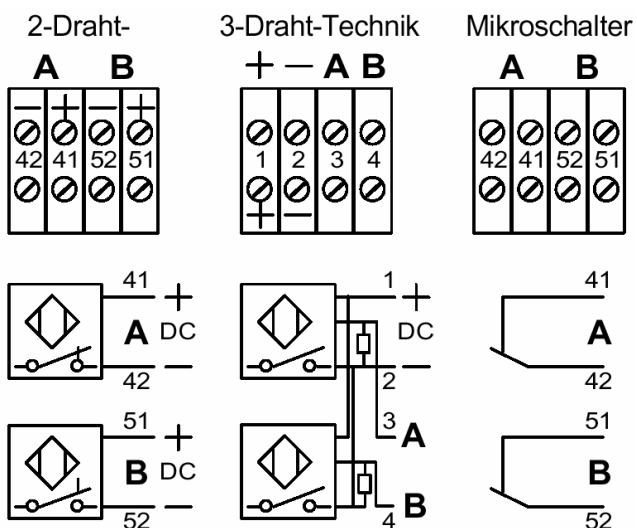 2-Draht- 3-Draht-Technik Mikroschalter
A B + — A B A B
— + — +
42 41 52 51 1 2 3 4 42 41 52 51
+ —
41 + 1 + 41
A DC DC A
42 — 2 — 42
3 A
51 + 51
B DC B
52 — 4 B 52